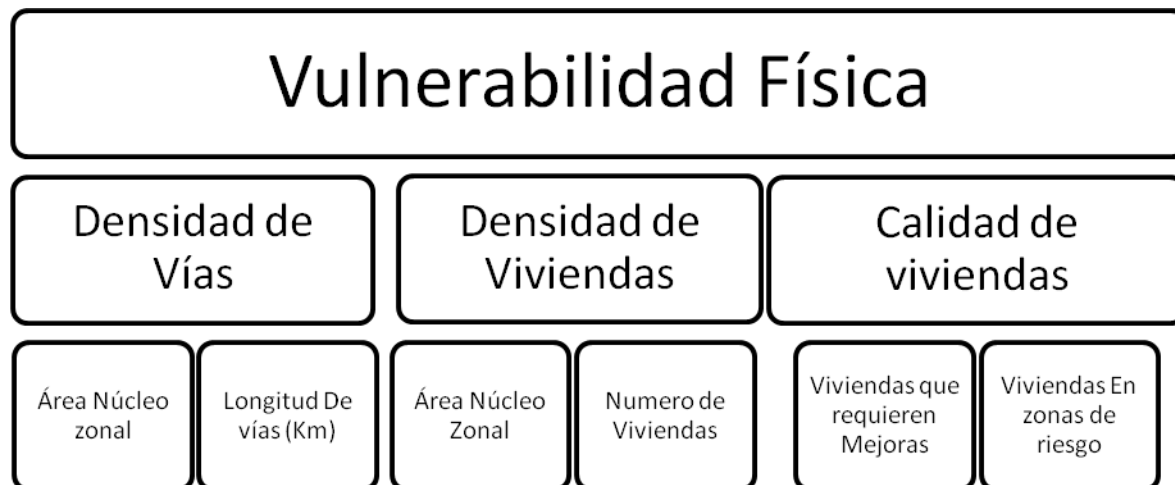 Vulnerabilidad Física
Densidad de
Vías
Densidad de
Viviendas
Calidad de
viviendas
Área Núcleo
zonal
Longitud De
vías (Km)
Área Núcleo
Zonal
Numero de
Viviendas
Viviendas que
requieren
Mejoras
Viviendas En
zonas de
riesgo